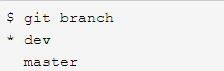 $ git branch
* dev
  master